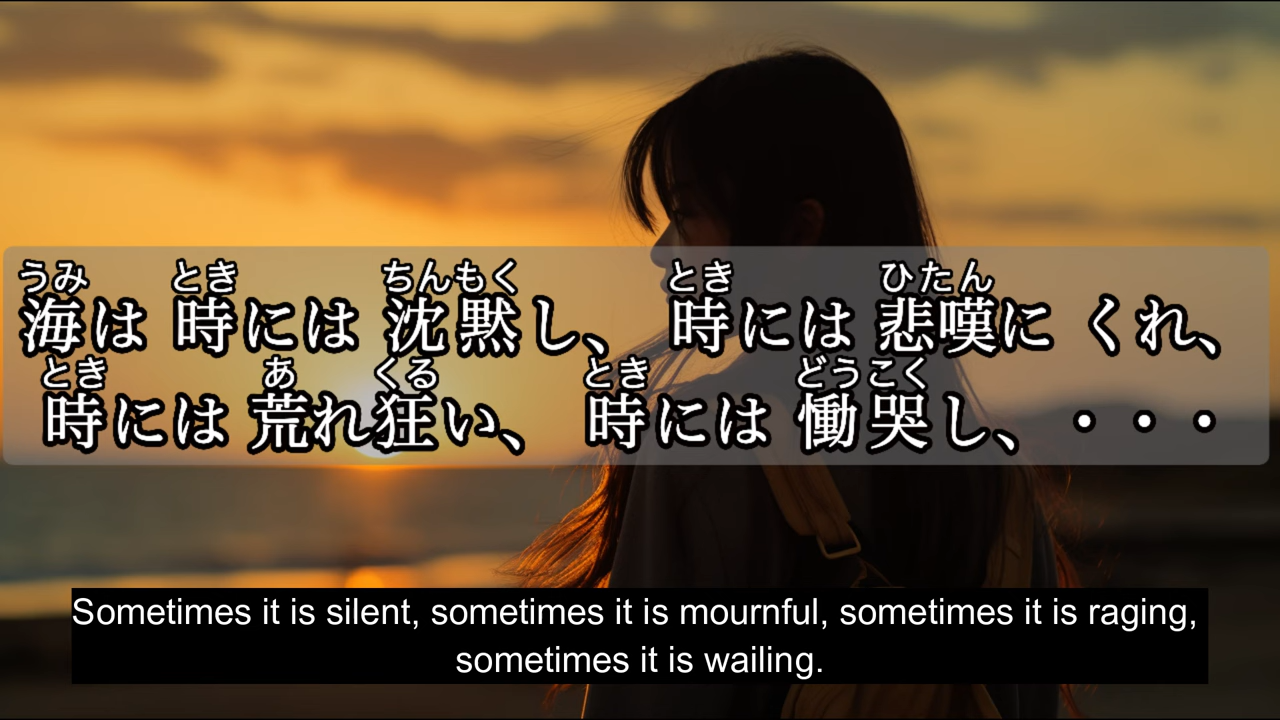 うみ とき ちんもく とき ひたん
海は 時には 沈黙し、 時には 悲嘆に くれ、
とき あ くる とき どうこく
時には 荒れ狂い、 時には 慟哭し、・・・
Sometimes it is silent, sometimes it is mournful, sometimes it is raging,
sometimes it is wailing.